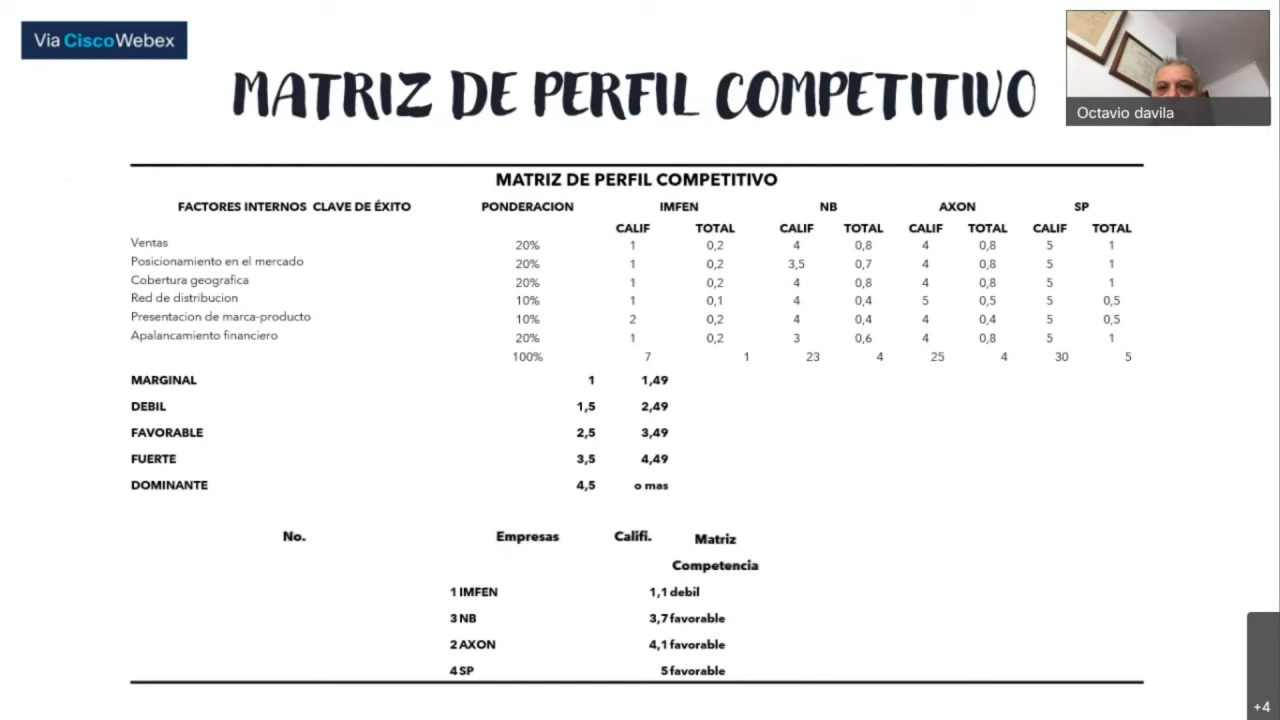 Via CiscoWebex
MATRIZ DE PERFIL COMPETITIVO
Octavio davila
MATRIZ DE PERFIL COMPETITIVO
FACTORES INTERNOS CLAVE DE ÉXITO PONDERACION IMFEN NB AXON SP
CALIF TOTAL CALIF TOTAL CALIF TOTAL CALIF TOTAL
Ventas 20% 1 0,2 4 0,8 4 0,8 5 1
Posicionamiento en el mercado 20% 1 0,2 3,5 0,7 4 0,8 5 1
Cobertura geografica 20% 1 0,2 4 0,8 4 0,8 5 1
Red de distribucion 10% 1 0,1 4 0,4 5 0,5 5 0,5
Presentacion de marca-producto 10% 2 0,2 4 0,4 4 0,4 5 0,5
Apalancamiento financiero 20% 1 0,2 3 0,6 4 0,8 5 1
100% 7 1 23 4 25 4 30 5
MARGINAL 1 1,49
DEBIL 1,5 2,49
FAVORABLE 2,5 3,49
FUERTE 3,5 4,49
DOMINANTE 4,5 o mas
No. Empresas Califi. Matriz
Competencia
1 IMFEN 1,1 debil
3 NB 3,7 favorable
2 AXON 4,1 favorable
4 SP 5 favorable
+4